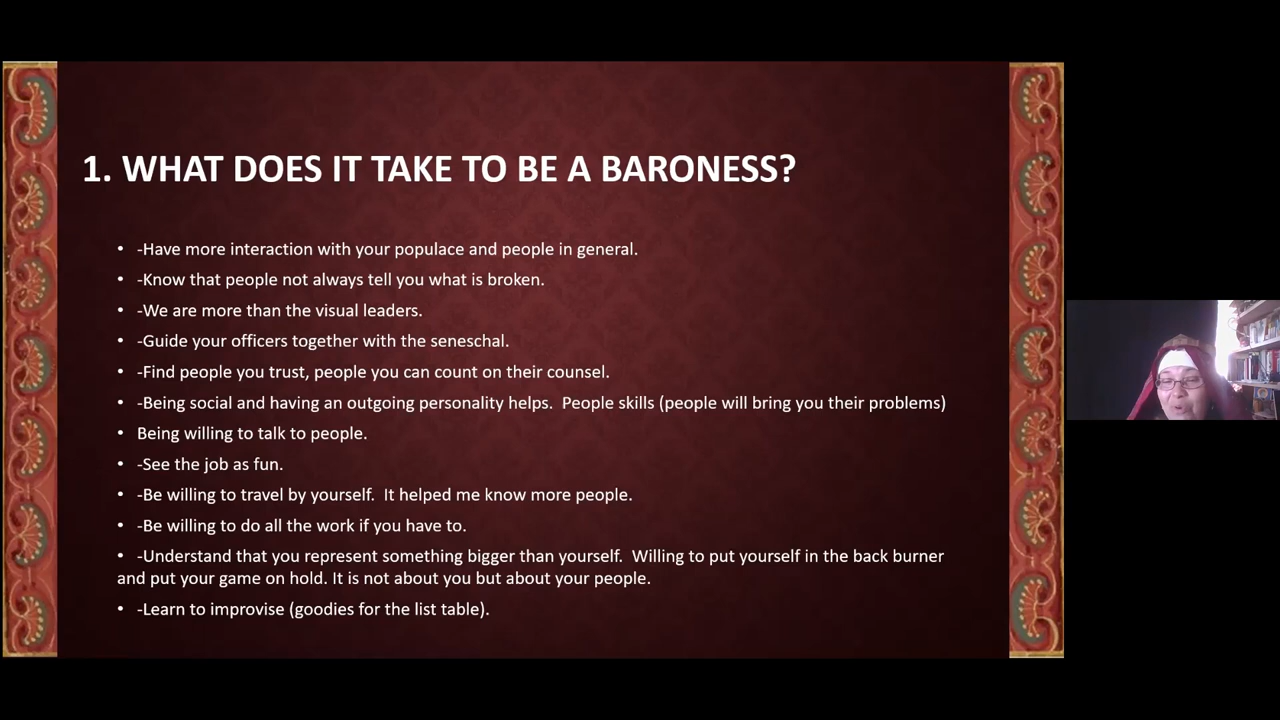 1. WHAT DOES IT TAKE TO BE A BARONESS?
• -Have more interaction with your populace and people in general.
• -Know that people not always tell you what is broken.
• -We are more than the visual leaders.
• -Guide your officers together with the seneschal.
• -Find people you trust, people you can count on their counsel.
• -Being social and having an outgoing personality helps.  People skills (people will bring you their problems)
• Being willing to talk to people.
• -See the job as fun.
• -Be willing to travel by yourself.  It helped me know more people.
• -Be willing to do all the work if you have to.
• -Understand that you represent something bigger than yourself.  Willing to put yourself in the back burner
and put your game on hold. It is not about you but about your people.
• -Learn to improvise (goodies for the list table).